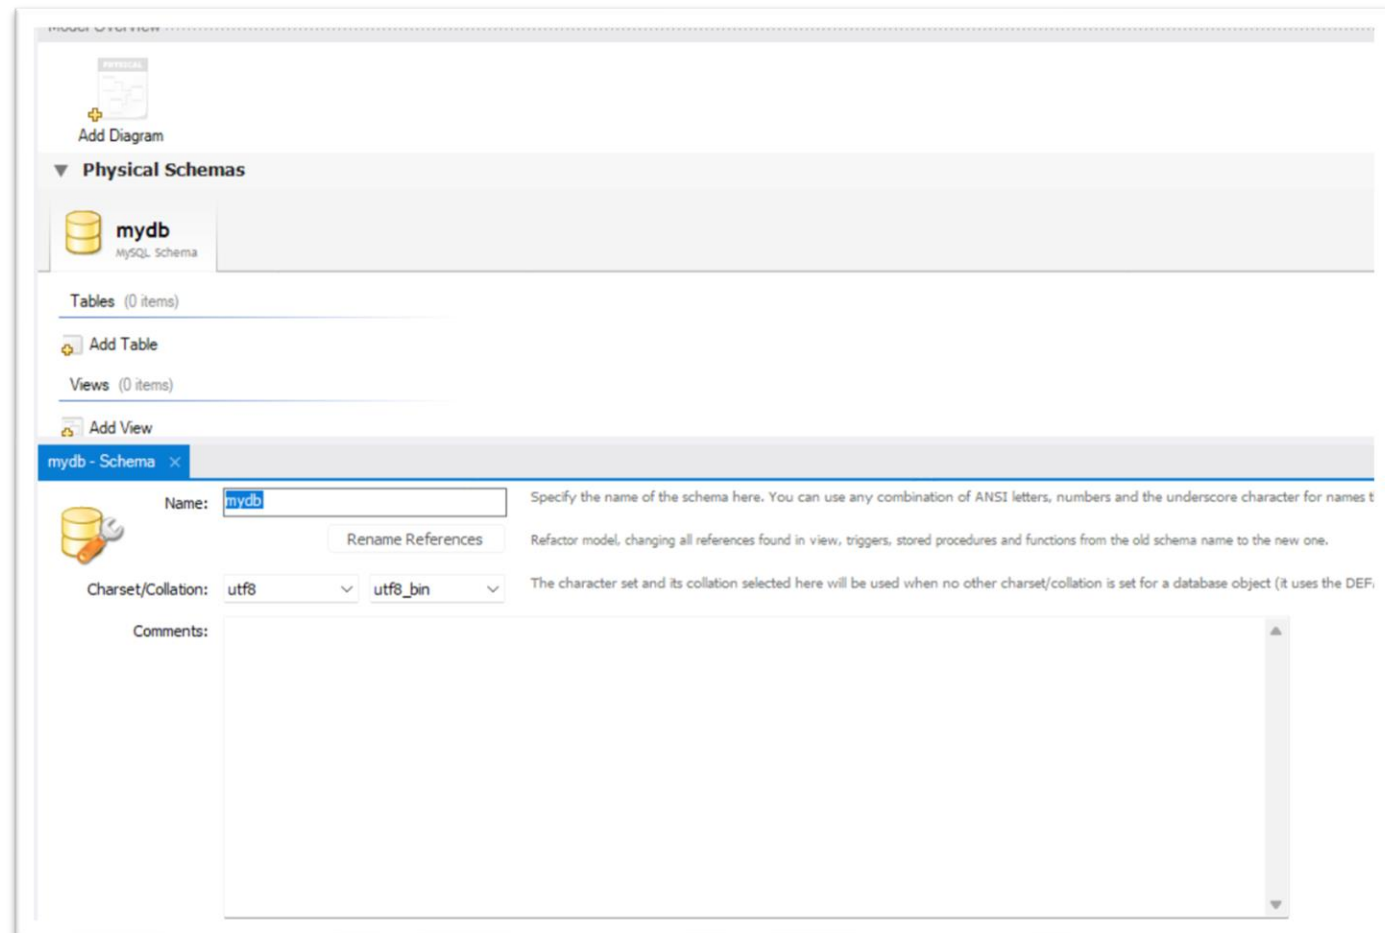 Model Overview
PHYSICAL
Add Diagram
Physical Schemas
mydb
MySQL Schema
Tables (0 items)
Add Table
Views (0 items)
Add View
mydb - Schema ×
Name: mydb Specify the name of the schema here. You can use any combination of ANSI letters, numbers and the underscore character for names t
Rename References Refactor model, changing all references found in view, triggers, stored procedures and functions from the old schema name to the new one.
Charset/Collation: utf8 utf8_bin The character set and its collation selected here will be used when no other charset/collation is set for a database object (it uses the DEF
Comments: